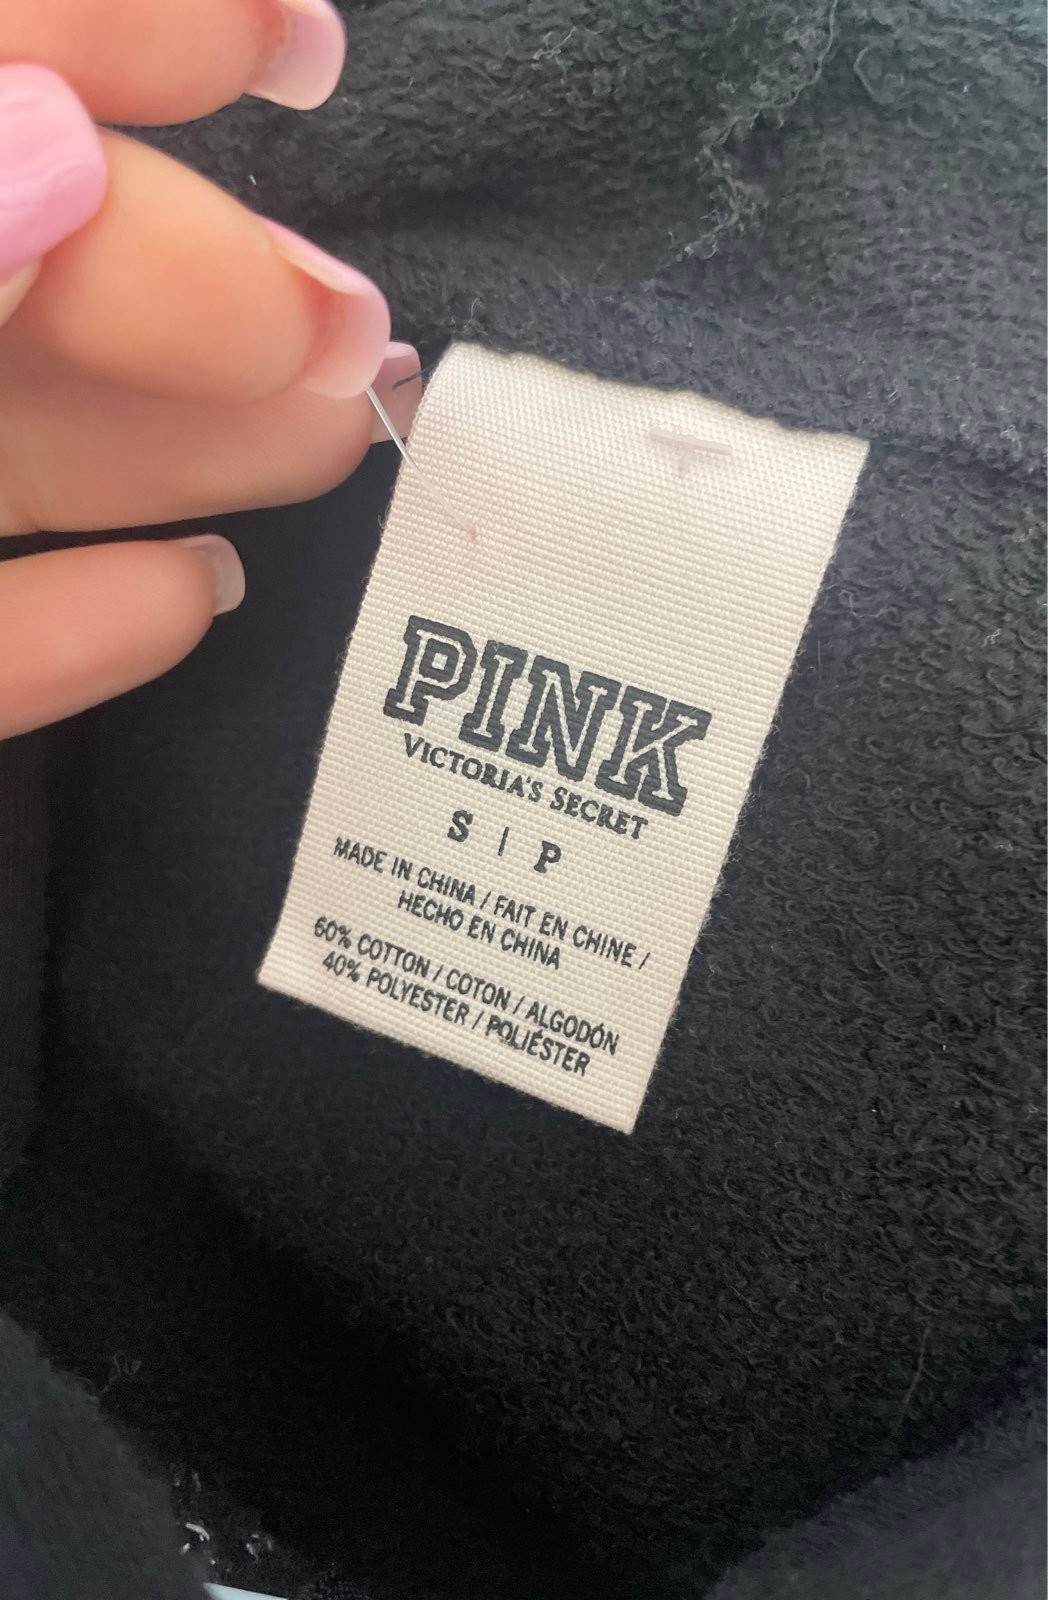 PINK
VICTORIA'S SECRET
S | P
MADE IN CHINA / FAIT EN CHINE /
HECHO EN CHINA
60% COTTON / COTON / ALGODÓN
40% POLYESTER / POLIÉSTER